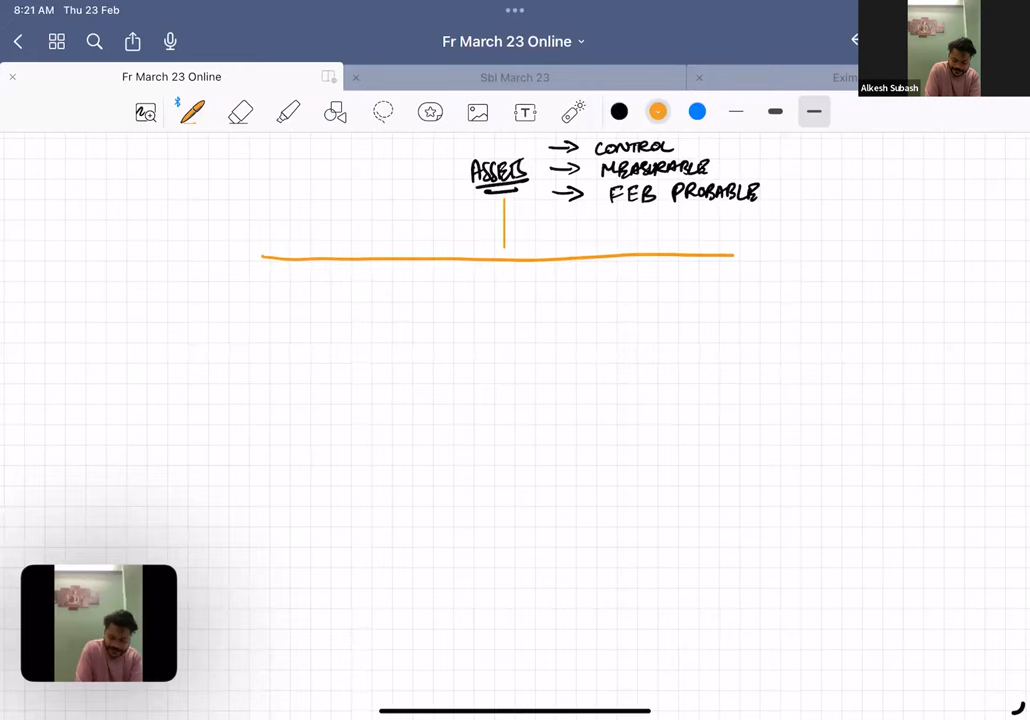 8:21 AM Thu 23 Feb
Fr March 23 Online
Alkesh Subash
Fr March 23 Online
Sbl March 23
Exim
T
→ CONTROL
ASSETS → MEASURABLE
→ FEB PROBABLE